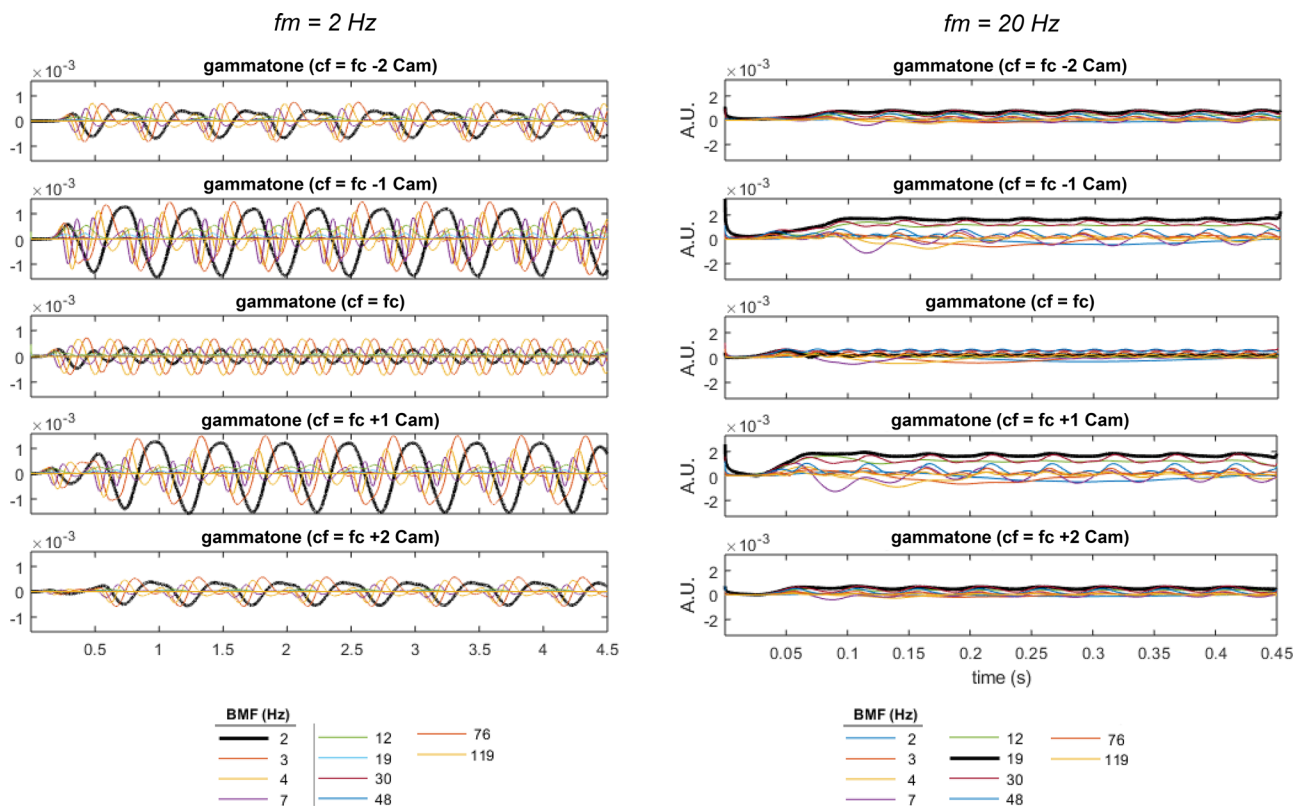 fm = 2 Hz
×10⁻³
gammatone (cf = fc -2 Cam)
1
0
-1
×10⁻³
gammatone (cf = fc -1 Cam)
1
0
-1
×10⁻³
gammatone (cf = fc)
1
0
-1
×10⁻³
gammatone (cf = fc +1 Cam)
1
0
-1
×10⁻³
gammatone (cf = fc +2 Cam)
1
0
-1
0.5 1 1.5 2 2.5 3 3.5 4 4.5
BMF (Hz)
2 12 76
3 19 119
4 30
7 48
fm = 20 Hz
×10⁻³
gammatone (cf = fc -2 Cam)
A.U.
2
0
-2
×10⁻³
gammatone (cf = fc -1 Cam)
A.U.
2
0
-2
×10⁻³
gammatone (cf = fc)
A.U.
2
0
-2
×10⁻³
gammatone (cf = fc +1 Cam)
A.U.
2
0
-2
×10⁻³
gammatone (cf = fc +2 Cam)
A.U.
2
0
-2
0.05 0.1 0.15 0.2 0.25 0.3 0.35 0.4 0.45
time (s)
BMF (Hz)
2 12 76
3 19 119
4 30
7 48